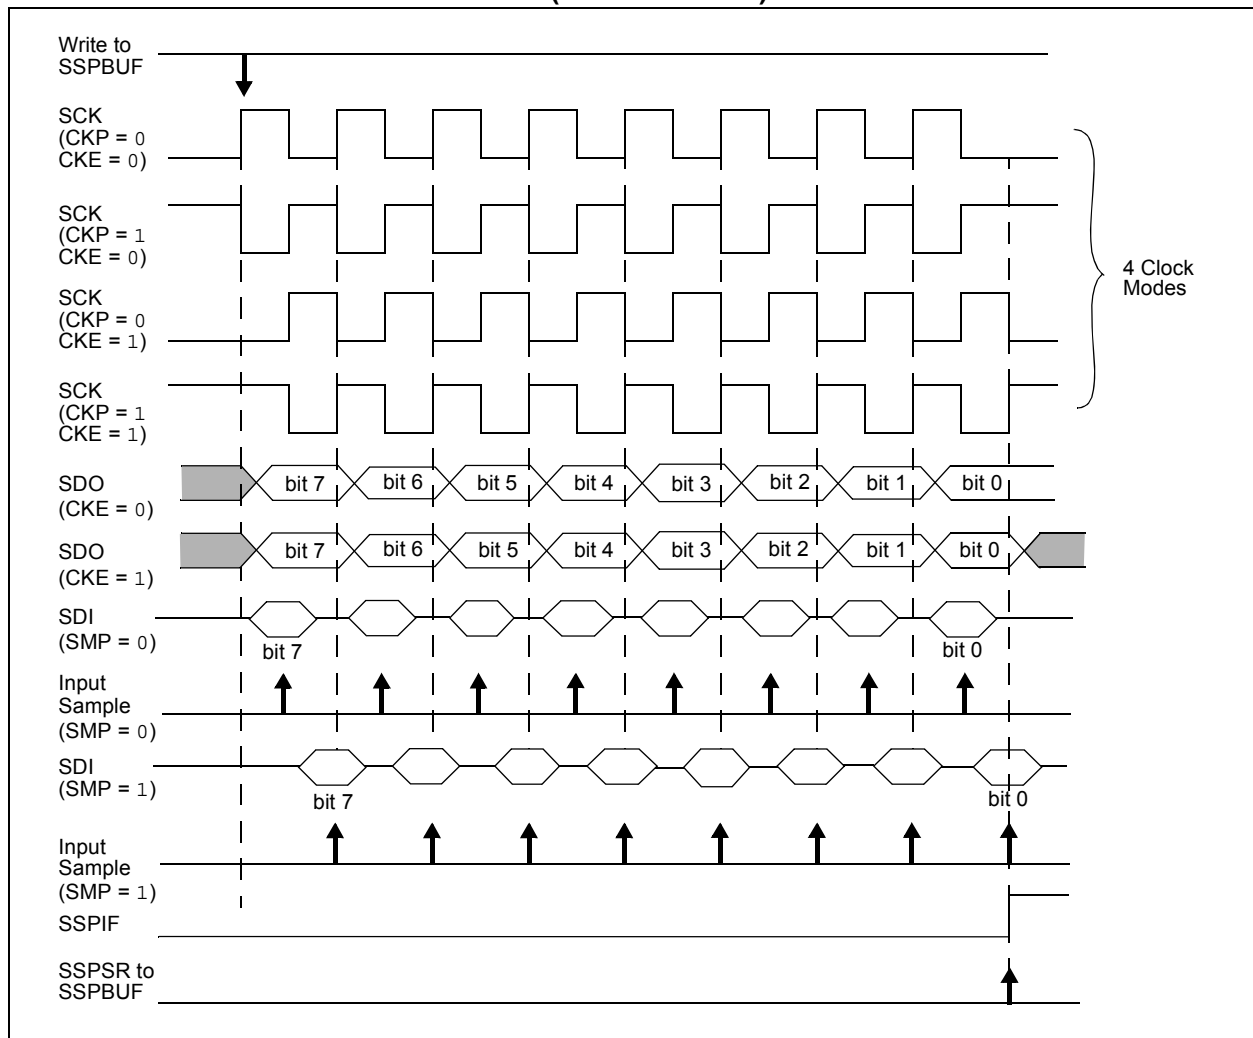 Write to
SSPBUF
SCK
(CKP = 0
CKE = 0)
SCK
(CKP = 1
CKE = 0)
SCK
(CKP = 0
CKE = 1)
SCK
(CKP = 1
CKE = 1)
4 Clock
Modes
SDO
(CKE = 0)
bit 7 bit 6 bit 5 bit 4 bit 3 bit 2 bit 1 bit 0
SDO
(CKE = 1)
bit 7 bit 6 bit 5 bit 4 bit 3 bit 2 bit 1 bit 0
SDI
(SMP = 0)
bit 7 bit 0
Input
Sample
(SMP = 0)
SDI
(SMP = 1)
bit 7 bit 0
Input
Sample
(SMP = 1)
SSPIF
SSPSR to
SSPBUF